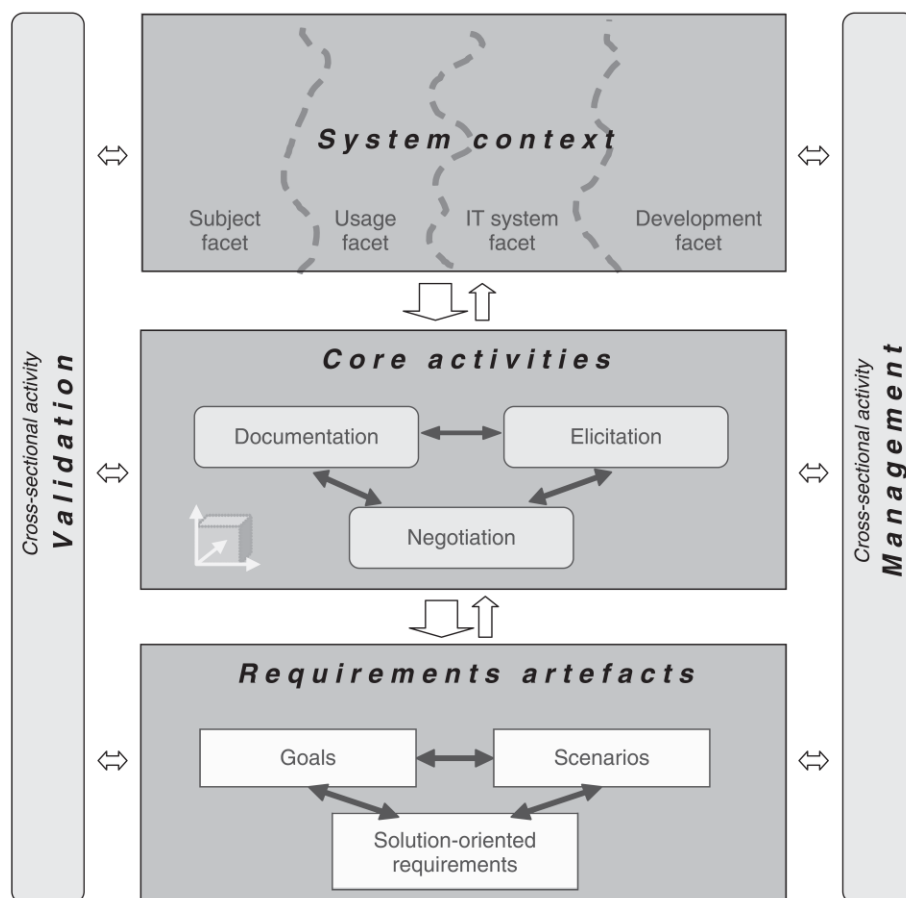 Cross-sectional activity
Validation
System context
Subject
facet
Usage
facet
IT system
facet
Development
facet
Core activities
Documentation
Elicitation
Negotiation
Requirements artefacts
Goals
Scenarios
Solution-oriented
requirements
Cross-sectional activity
Management